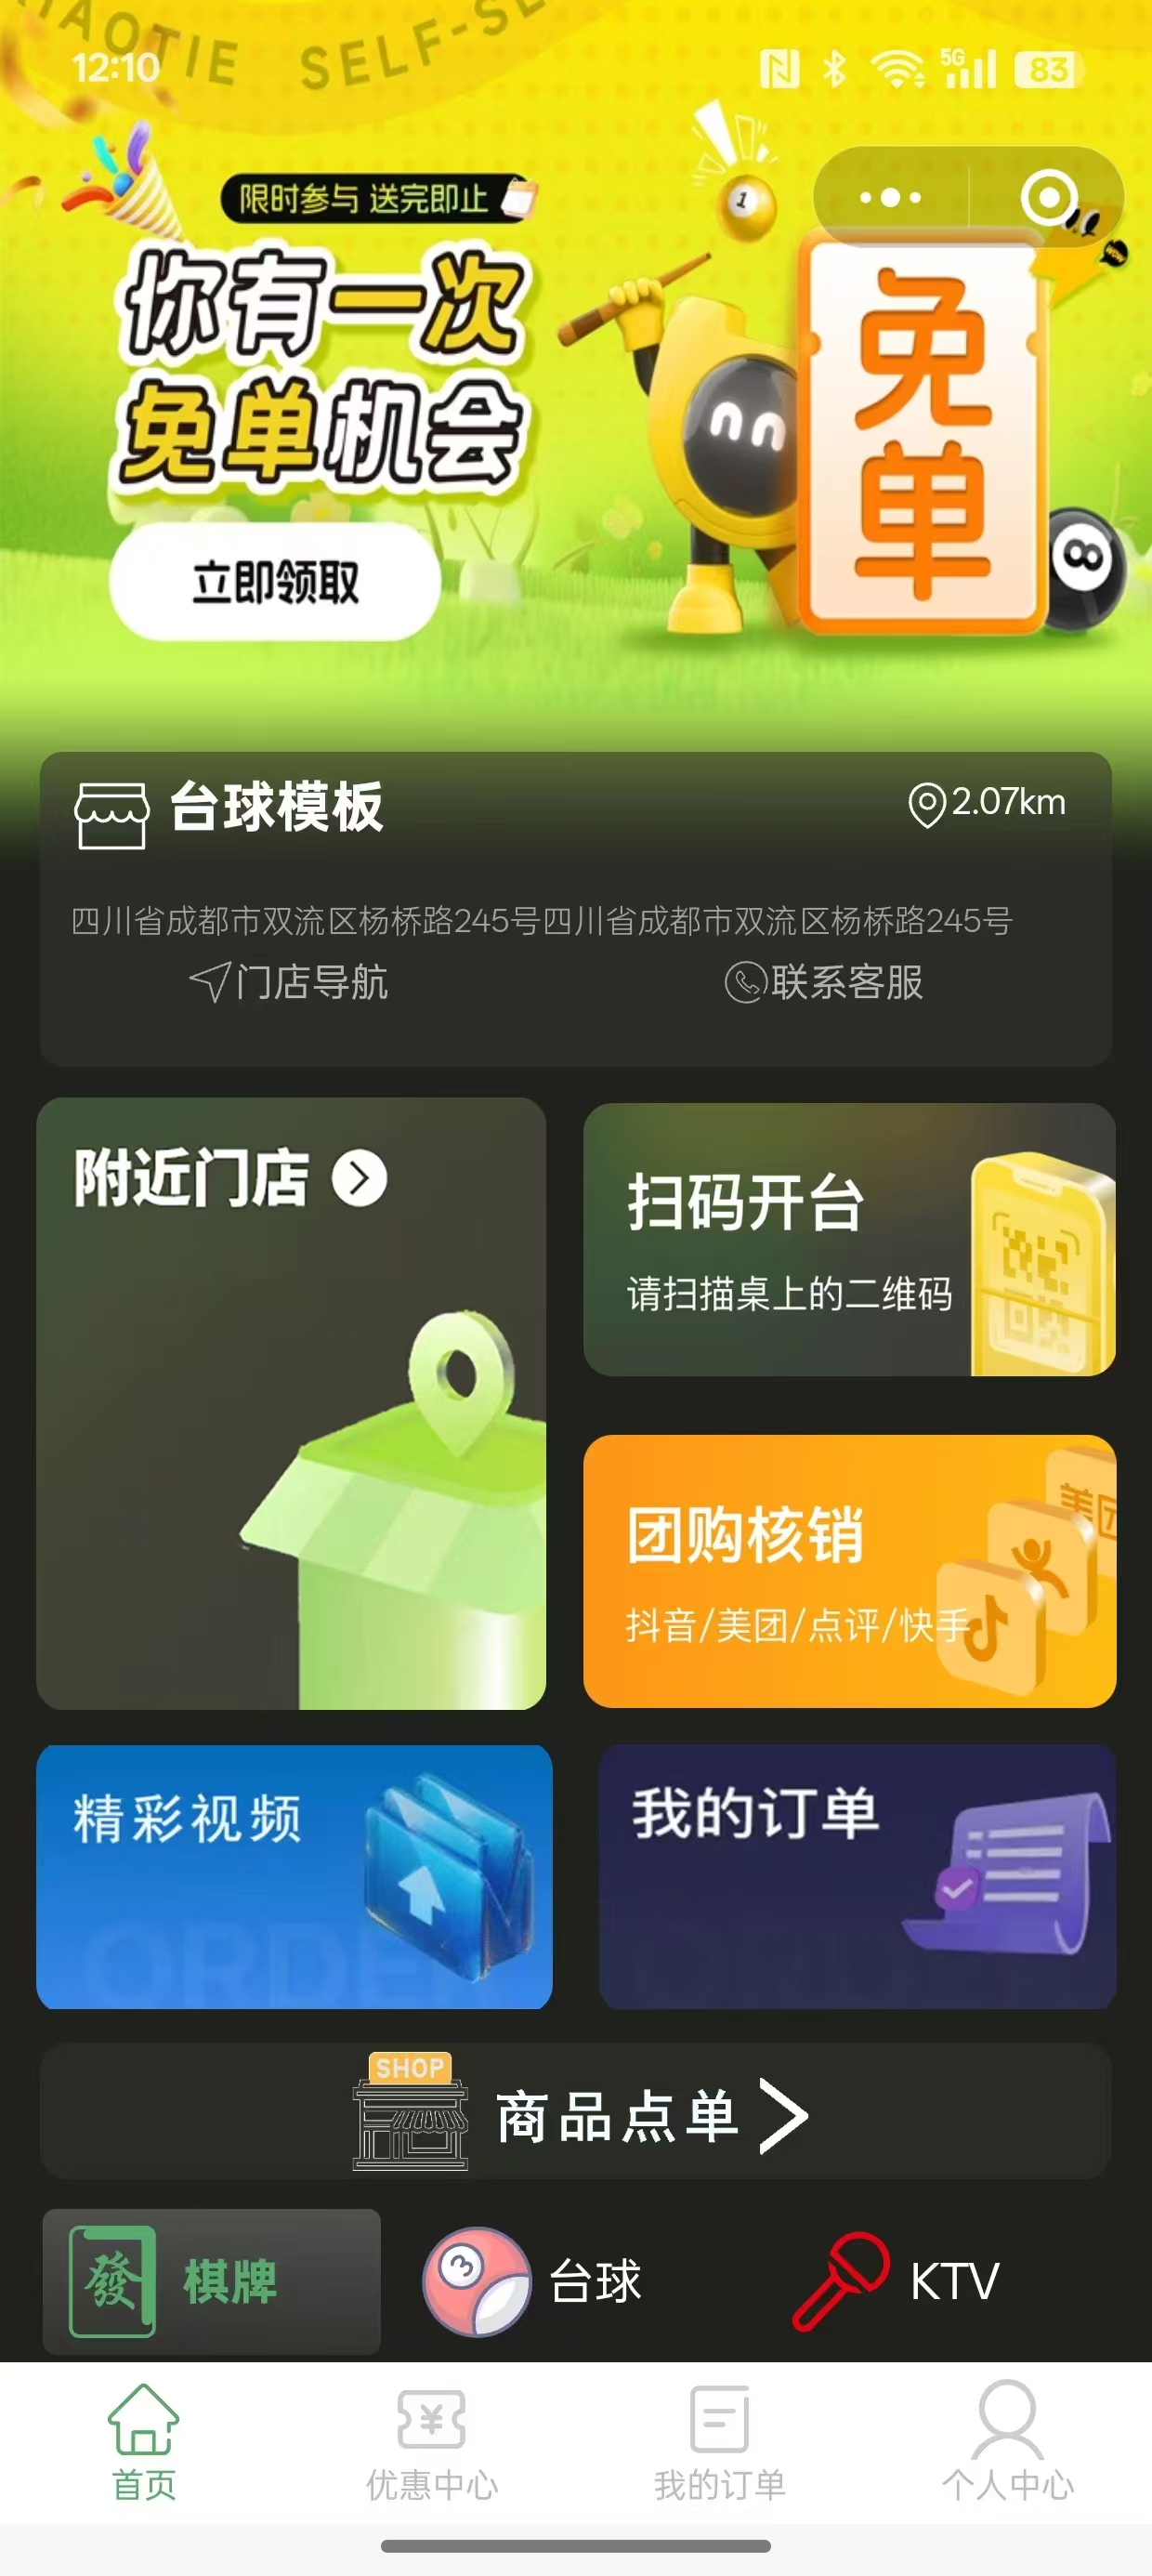 AOTIE SELF-SE
12:10
5G
83
限时参与 送完即止
你有一次
免单机会
立即领取
1
免单
8
台球模板
2.07km
四川省成都市双流区杨桥路245号四川省成都市双流区杨桥路245号
门店导航
联系客服
附近门店
扫码开台
请扫描桌上的二维码
团购核销
抖音/美团/点评/快手
美团
精彩视频
ORDER
我的订单
SHOP
商品点单
發
棋牌
3
台球
KTV
首页
优惠中心
我的订单
个人中心